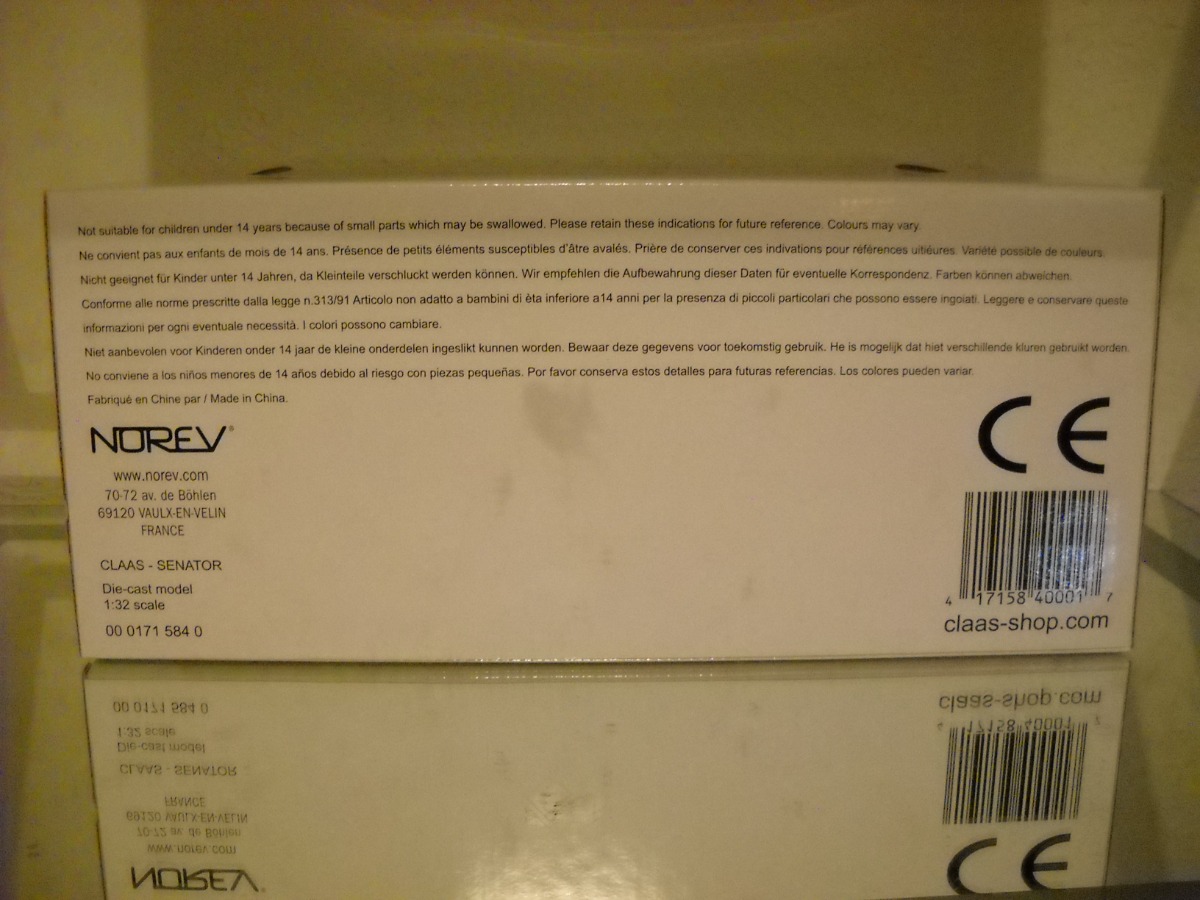 Not suitable for children under 14 years because of small parts which may be swallowed. Please retain these indications for future reference. Colours may vary.
Ne convient pas aux enfants de mois de 14 ans. Présence de petits éléments susceptibles d'âtre avalés. Prière de conserver ces indivations pour références uitiéures. Variété possible de couleurs.
Nicht geeignet für Kinder unter 14 Jahren, da Kleinteile verschluckt werden können. Wir empfehlen die Aufbewahrung dieser Daten für eventuelle Korrespondenz. Farben können abweichen.
Conforme alle norme prescritte dalla legge n.313/91 Articolo non adatto a bambini di èta inferiore a14 anni per la presenza di piccoli particolari che possono essere ingoiati. Leggere e conservare queste
informazioni per ogni eventuale necessità. I colori possono cambiare.
Niet aanbevolen voor Kinderen onder 14 jaar de kleine onderdelen ingeslikt kunnen worden. Bewaar deze gegevens voor toekomstig gebruik. He is mogelijk dat hiet verschillende kluren gebruikt worden.
No conviene a los niños menores de 14 años debido al riesgo con piezas pequeñas. Por favor conserva estos detalles para futuras referencias. Los colores pueden variar.
Fabriqué en Chine par / Made in China.
NOREV®
www.norev.com
70-72 av. de Böhlen
69120 VAULX-EN-VELIN
FRANCE
CLAAS - SENATOR
Die-cast model
1:32 scale
00 0171 584 0
CE
4 17158 40001 7
claas-shop.com